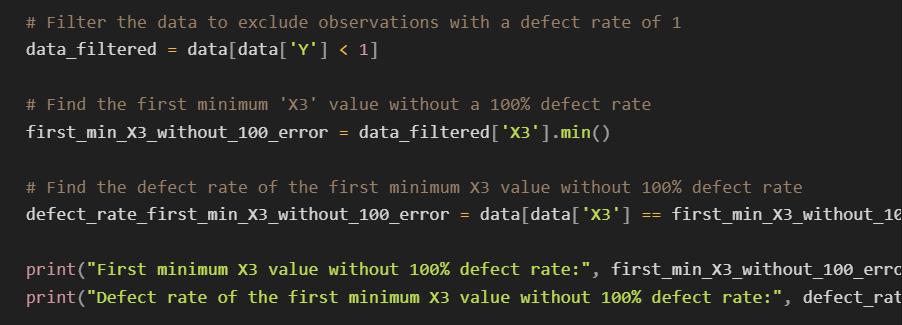 # Filter the data to exclude observations with a defect rate of 1
data_filtered = data[data['Y'] < 1]
# Find the first minimum 'X3' value without a 100% defect rate
first_min_X3_without_100_error = data_filtered['X3'].min()
# Find the defect rate of the first minimum X3 value without 100% defect rate
defect_rate_first_min_X3_without_100_error = data[data['X3'] == first_min_X3_without_10
print("First minimum X3 value without 100% defect rate:", first_min_X3_without_100_erro
print("Defect rate of the first minimum X3 value without 100% defect rate:", defect_rat